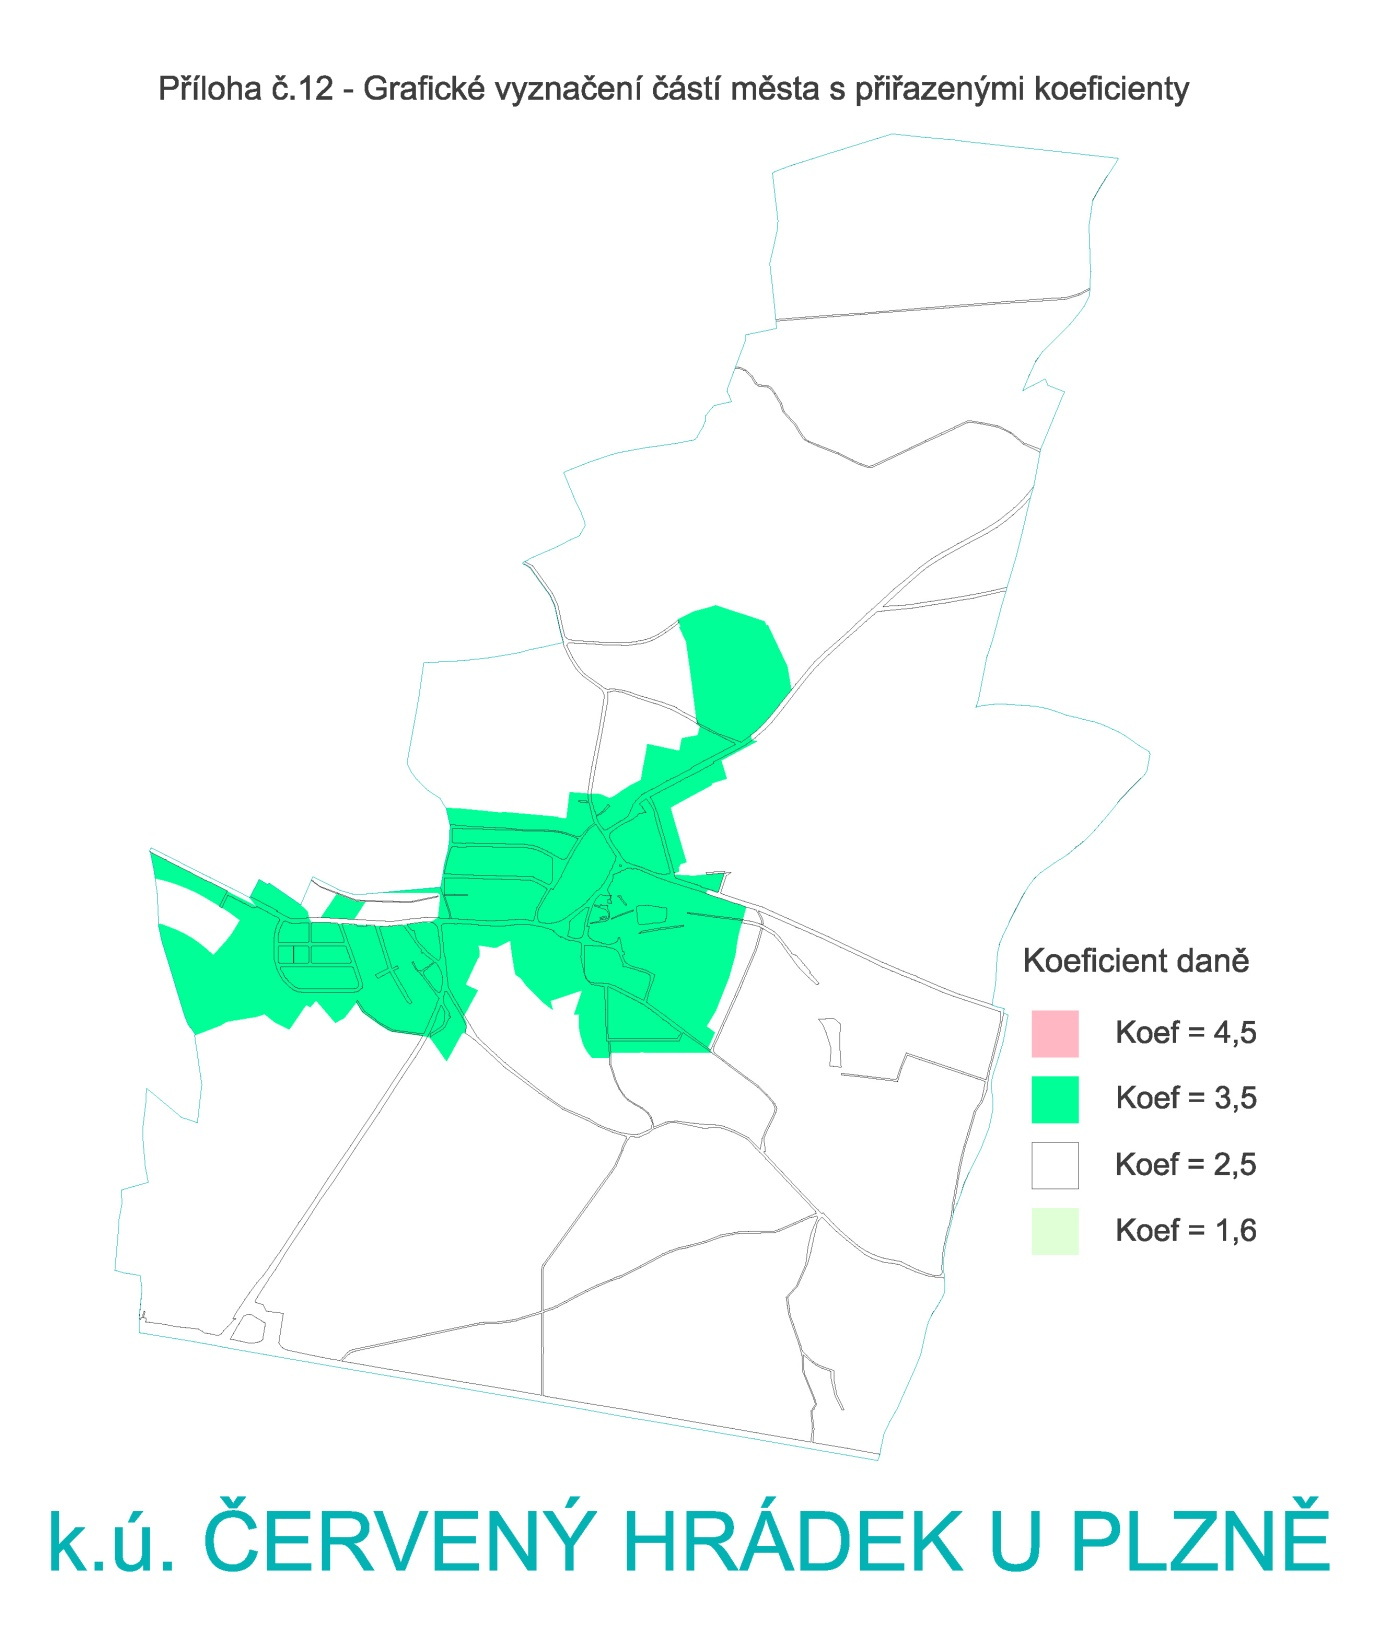 Příloha č.12 - Grafické vyznačení částí města s přiřazenými koeficienty
Koeficient daně
Koef = 4,5
Koef = 3,5
Koef = 2,5
Koef = 1,6
k.ú. ČERVENÝ HRÁDEK U PLZNĚ